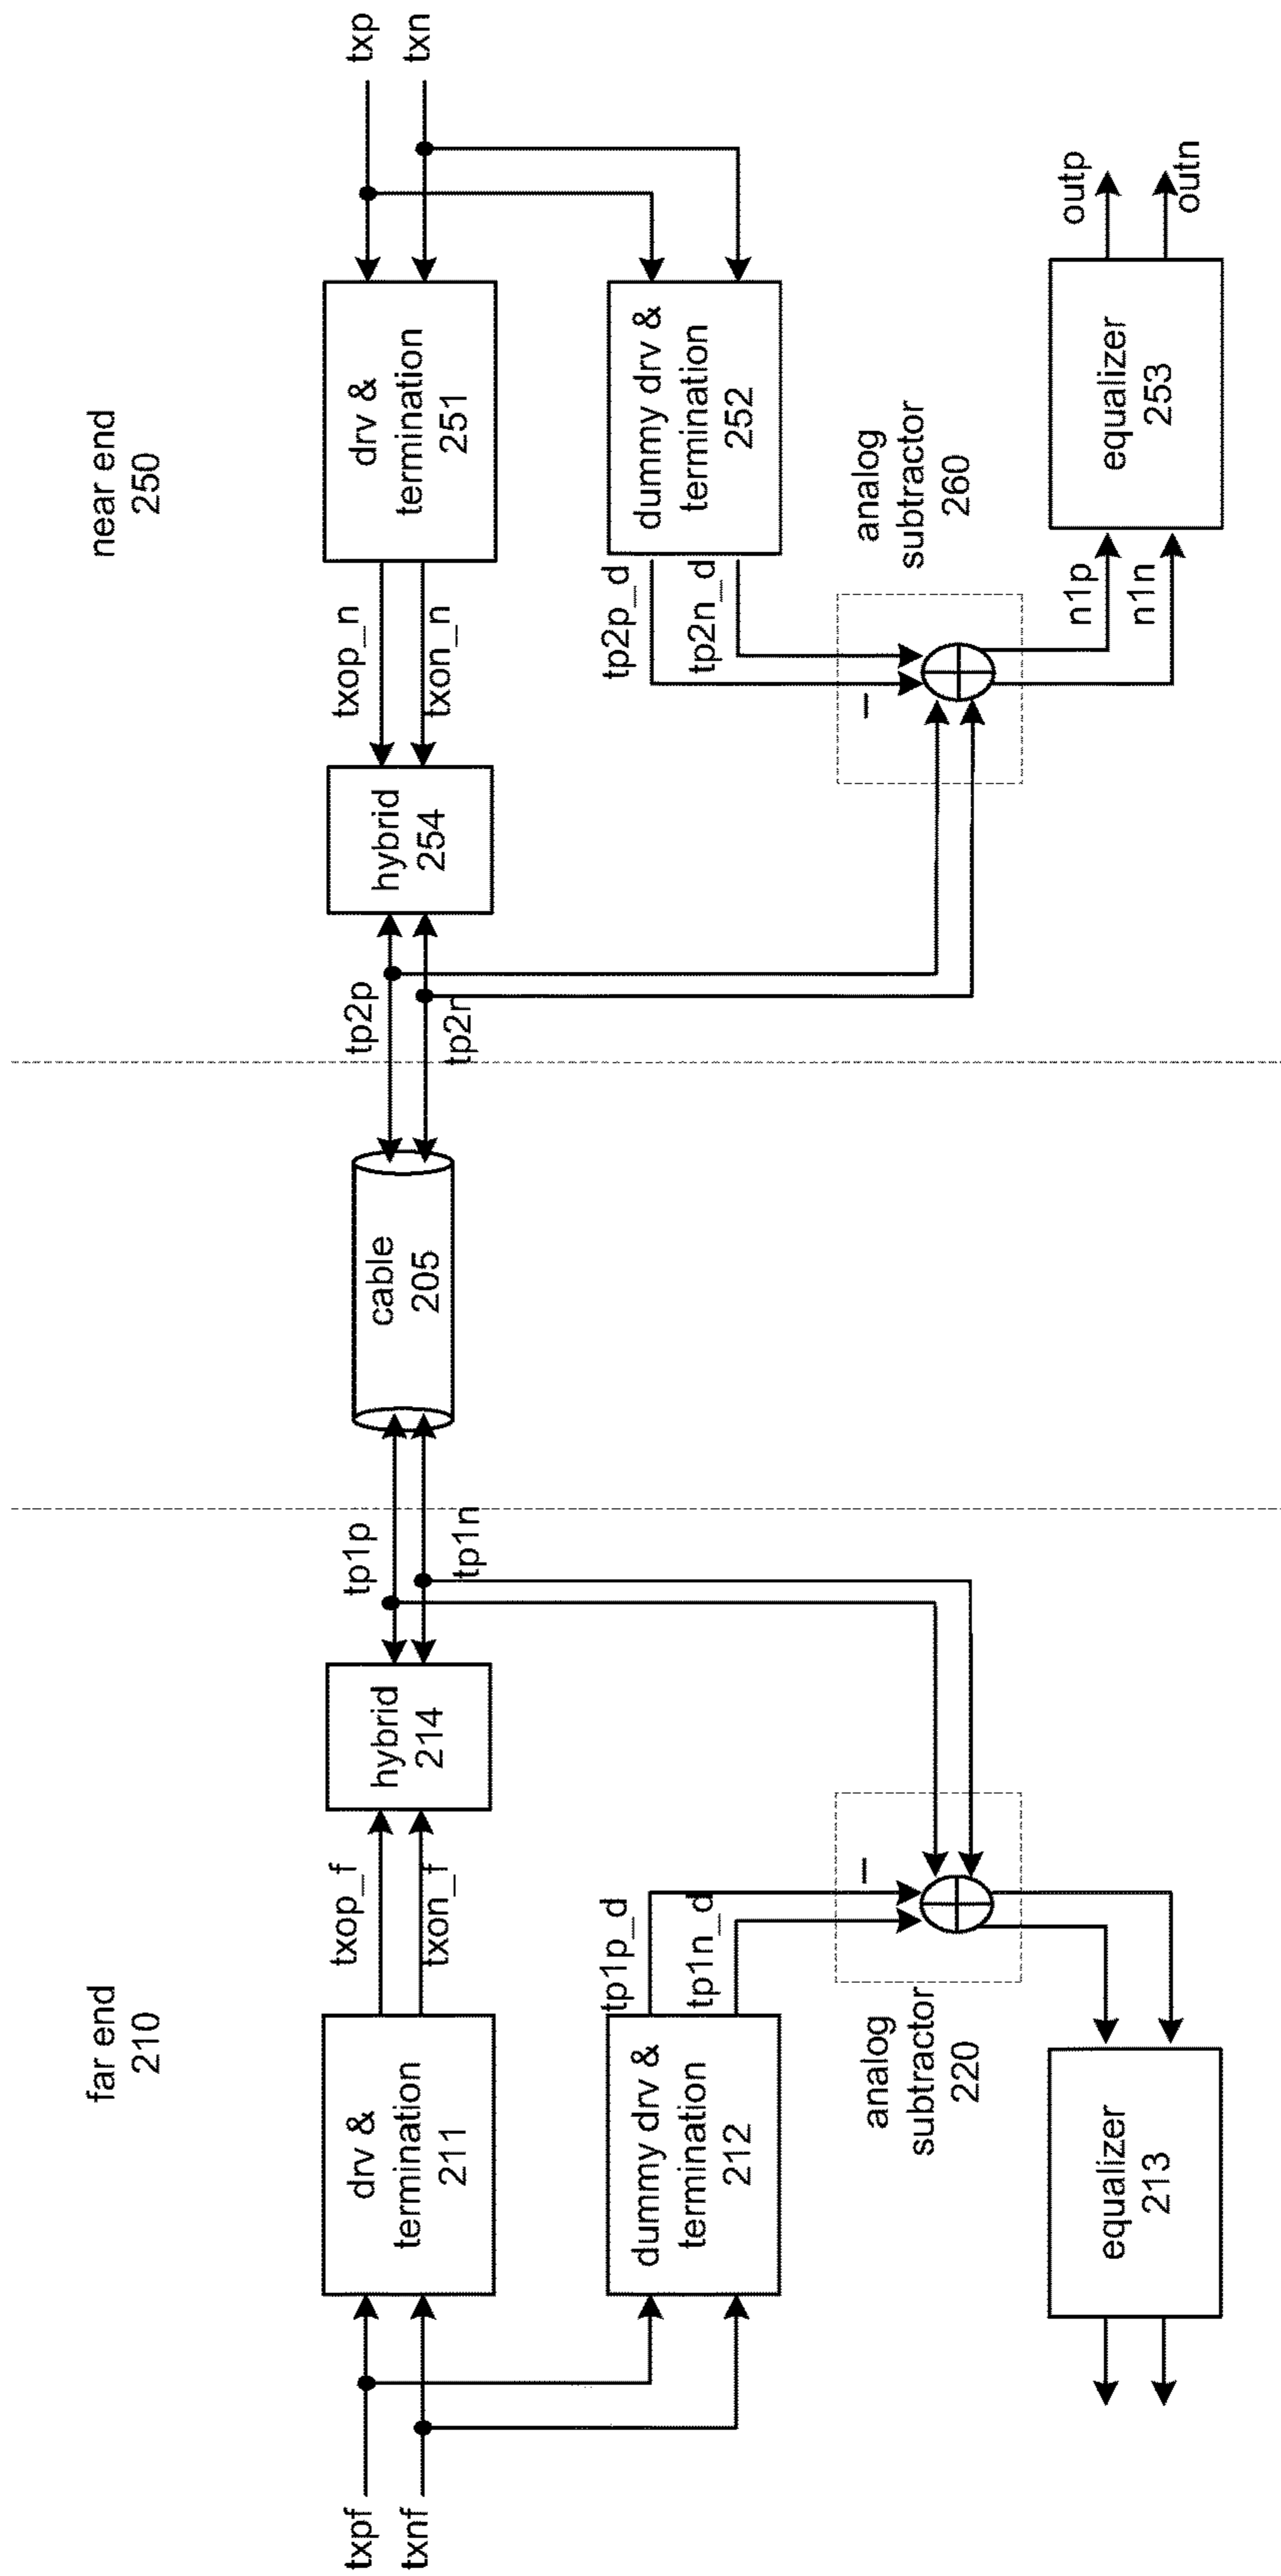 far end
210
near end
250
txpf
txnf
drv &
termination
211
txop_f
txon_f
hybrid
214
tp1p
tp1n
cable
205
tp2p
tp2n
hybrid
254
txop_n
txon_n
drv &
termination
251
txp
txn
dummy drv &
termination
212
tp1p_d
tp1n_d
tp2p_d
tp2n_d
dummy drv &
termination
252
analog
subtractor
220
–
–
analog
subtractor
260
equalizer
213
n1p
n1n
equalizer
253
outp
outn